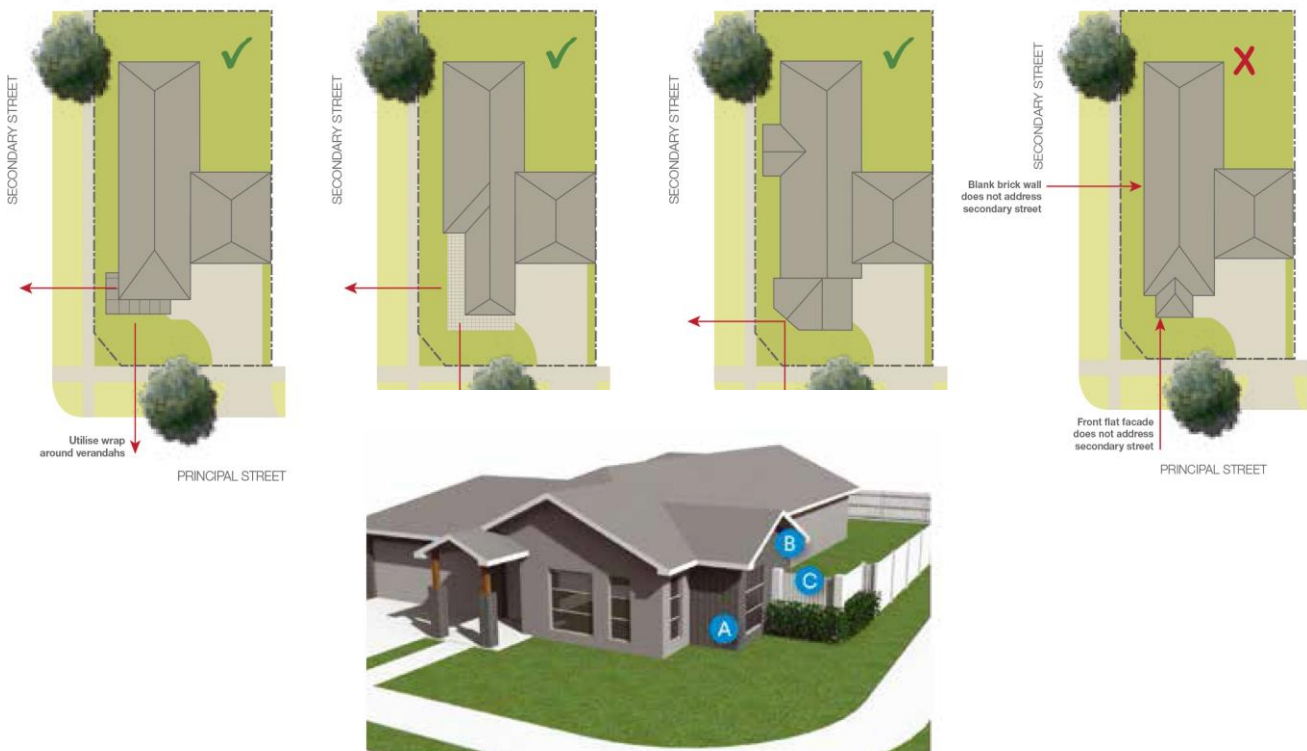 SECONDARY STREET
SECONDARY STREET
SECONDARY STREET
SECONDARY STREET
Blank brick wall
does not address
secondary street
Utilise wrap
around verandahs
PRINCIPAL STREET
Front flat facade
does not address
secondary street
PRINCIPAL STREET
B
C
A